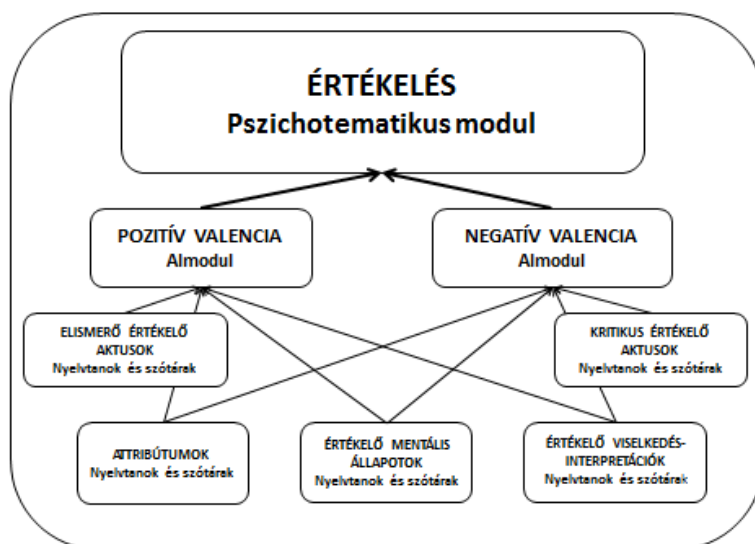 ÉRTÉKELÉS
Pszichotematikus modul
POZITÍV VALENCIA
Almodul
NEGATÍV VALENCIA
Almodul
ELISMERŐ ÉRTÉKELŐ
AKTUSOK
Nyelvtanok és szótárak
KRITIKUS ÉRTÉKELŐ
AKTUSOK
Nyelvtanok és szótárak
ATTRIBÚTUMOK
Nyelvtanok és szótárak
ÉRTÉKELŐ MENTÁLIS
ÁLLAPOTOK
Nyelvtanok és szótárak
ÉRTÉKELŐ VISELKEDÉS-
INTERPRETÁCIÓK
Nyelvtanok és szótárak